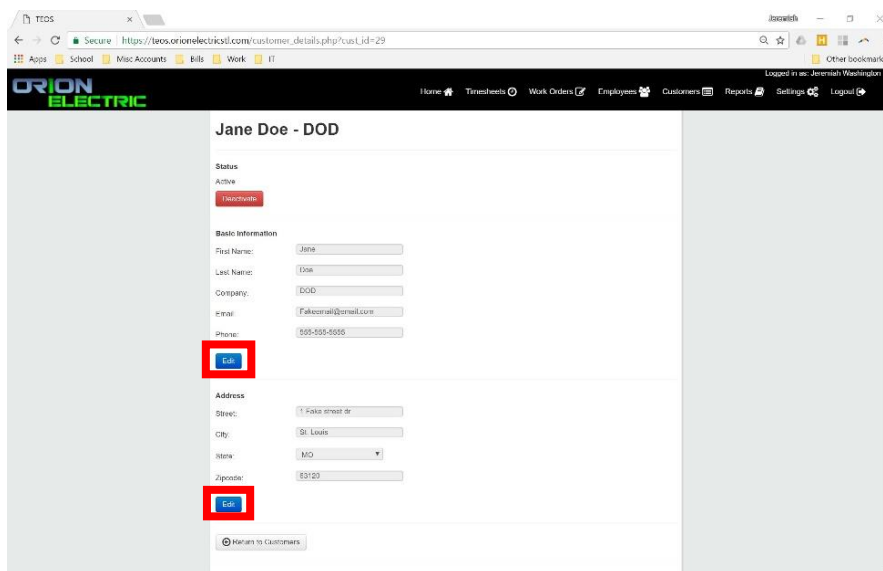 TEOS
Jeremiah
Secure https://teos.orionelectricstl.com/customer_details.php?cust_id=29
Apps School Misc Accounts Bills Work IT Other bookmark
Logged in as: Jeremiah Washington
ORION
ELECTRIC
Home Timesheets Work Orders Employees Customers Reports Settings Logout
Jane Doe - DOD
Status
Active
Deactivate
Basic Information
First Name: Jane
Last Name: Doe
Company: DOD
Email: Fakeemail@email.com
Phone: 555-555-5555
Edit
Address
Street: 1 Fake street dr
City: St. Louis
State: MO
Zipcode: 63129
Edit
Return to Customers